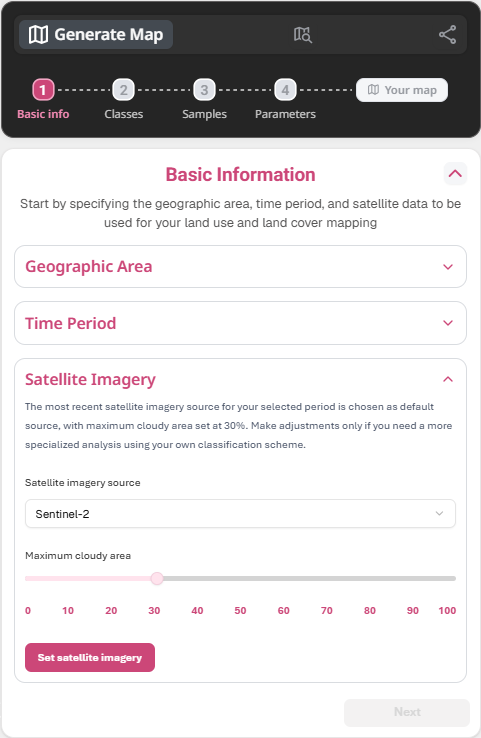 Generate Map
1
2
3
4
Your map
Basic info
Classes
Samples
Parameters
Basic Information
Start by specifying the geographic area, time period, and satellite data to be
used for your land use and land cover mapping
Geographic Area
Time Period
Satellite Imagery
The most recent satellite imagery source for your selected period is chosen as default
source, with maximum cloudy area set at 30%. Make adjustments only if you need a more
specialized analysis using your own classification scheme.
Satellite imagery source
Sentinel-2
Maximum cloudy area
0 10 20 30 40 50 60 70 80 90 100
Set satellite imagery
Next